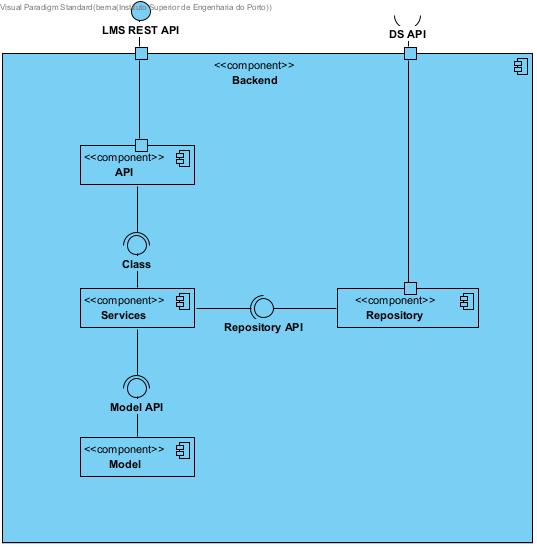 Visual Paradigm Standard(berna(Instituto Superior de Engenharia do Porto))
LMS REST API
DS API
<<component>>
Backend
<<component>>
API
Class
<<component>>
Services
Repository API
<<component>>
Repository
Model API
<<component>>
Model